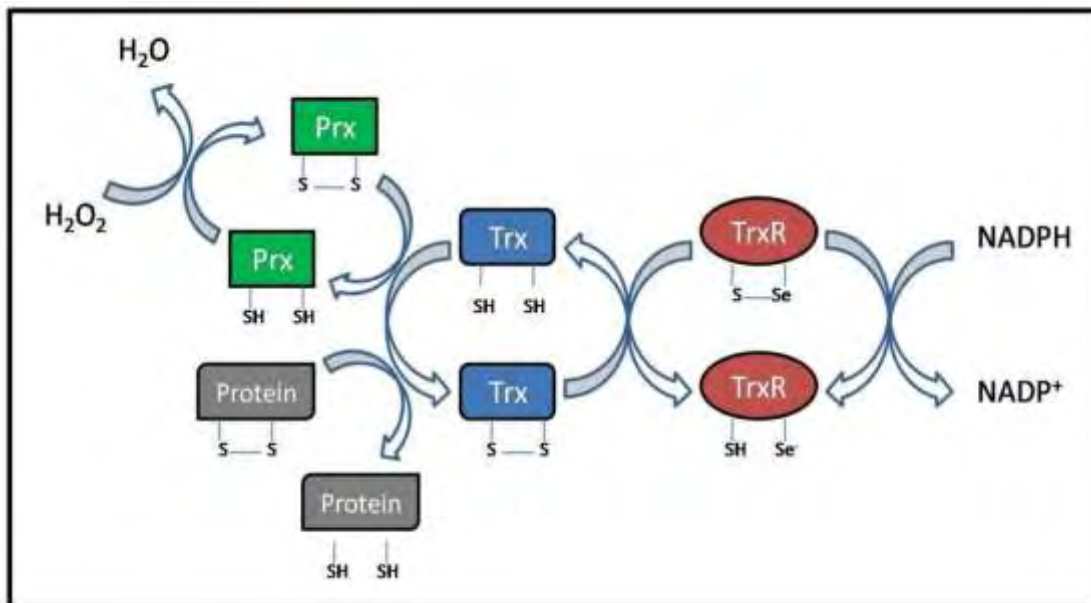 H₂O
Prx
S S
H₂O₂
Prx
SH SH
Trx
SH SH
TrxR
S Se
NADPH
Protein
S S
Trx
S S
TrxR
SH Se⁻
NADP⁺
Protein
SH SH